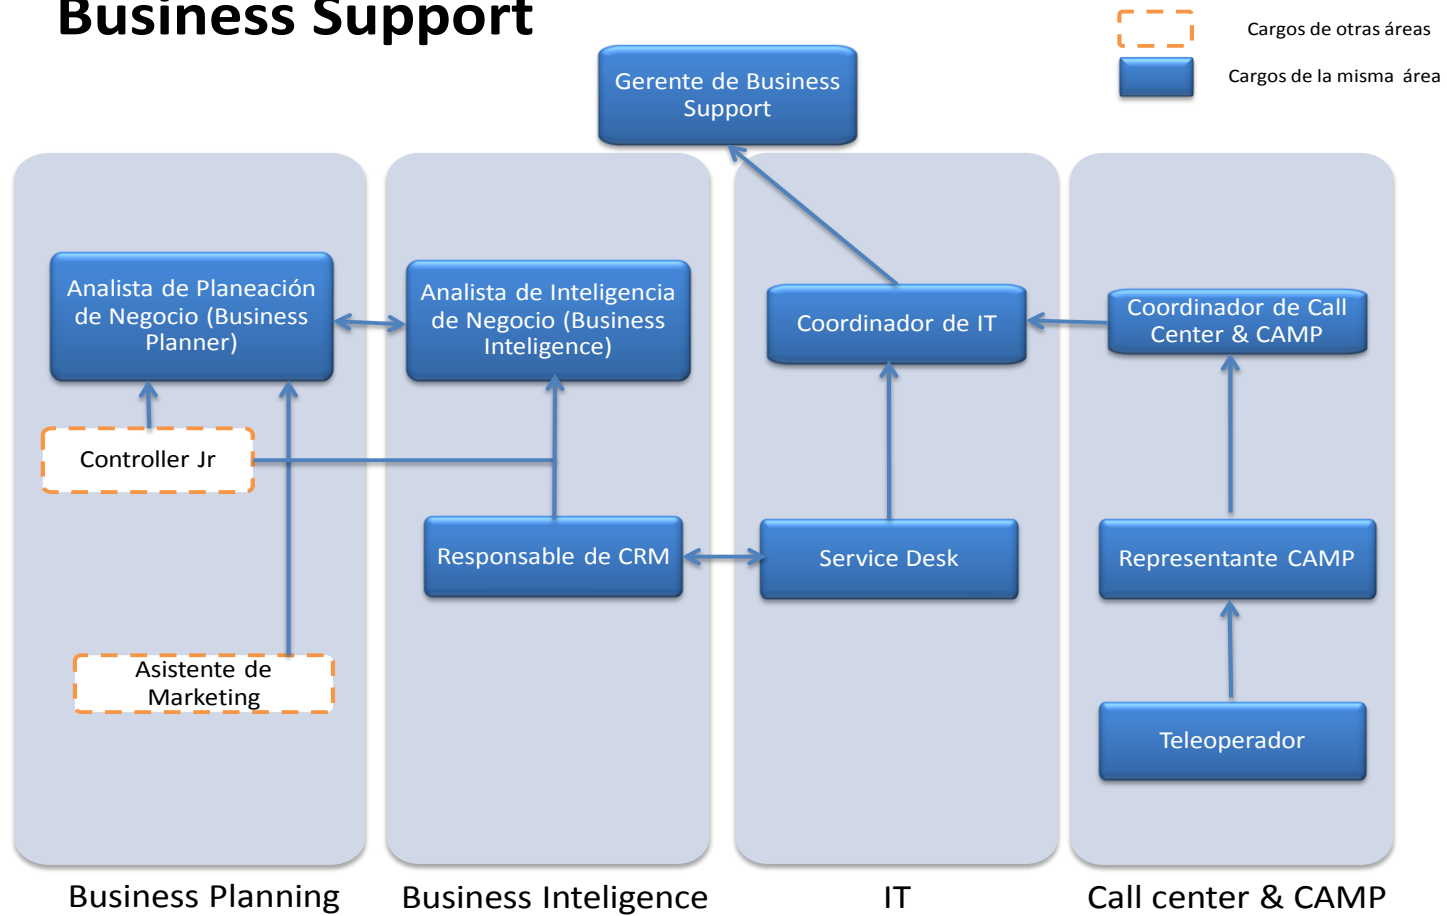 Business Support
Cargos de otras áreas
Cargos de la misma área
Gerente de Business
Support
Analista de Planeación
de Negocio (Business
Planner)
Analista de Inteligencia
de Negocio (Business
Inteligence)
Coordinador de IT
Coordinador de Call
Center & CAMP
Controller Jr
Responsable de CRM
Service Desk
Representante CAMP
Asistente de
Marketing
Teleoperador
Business Planning
Business Inteligence
IT
Call center & CAMP